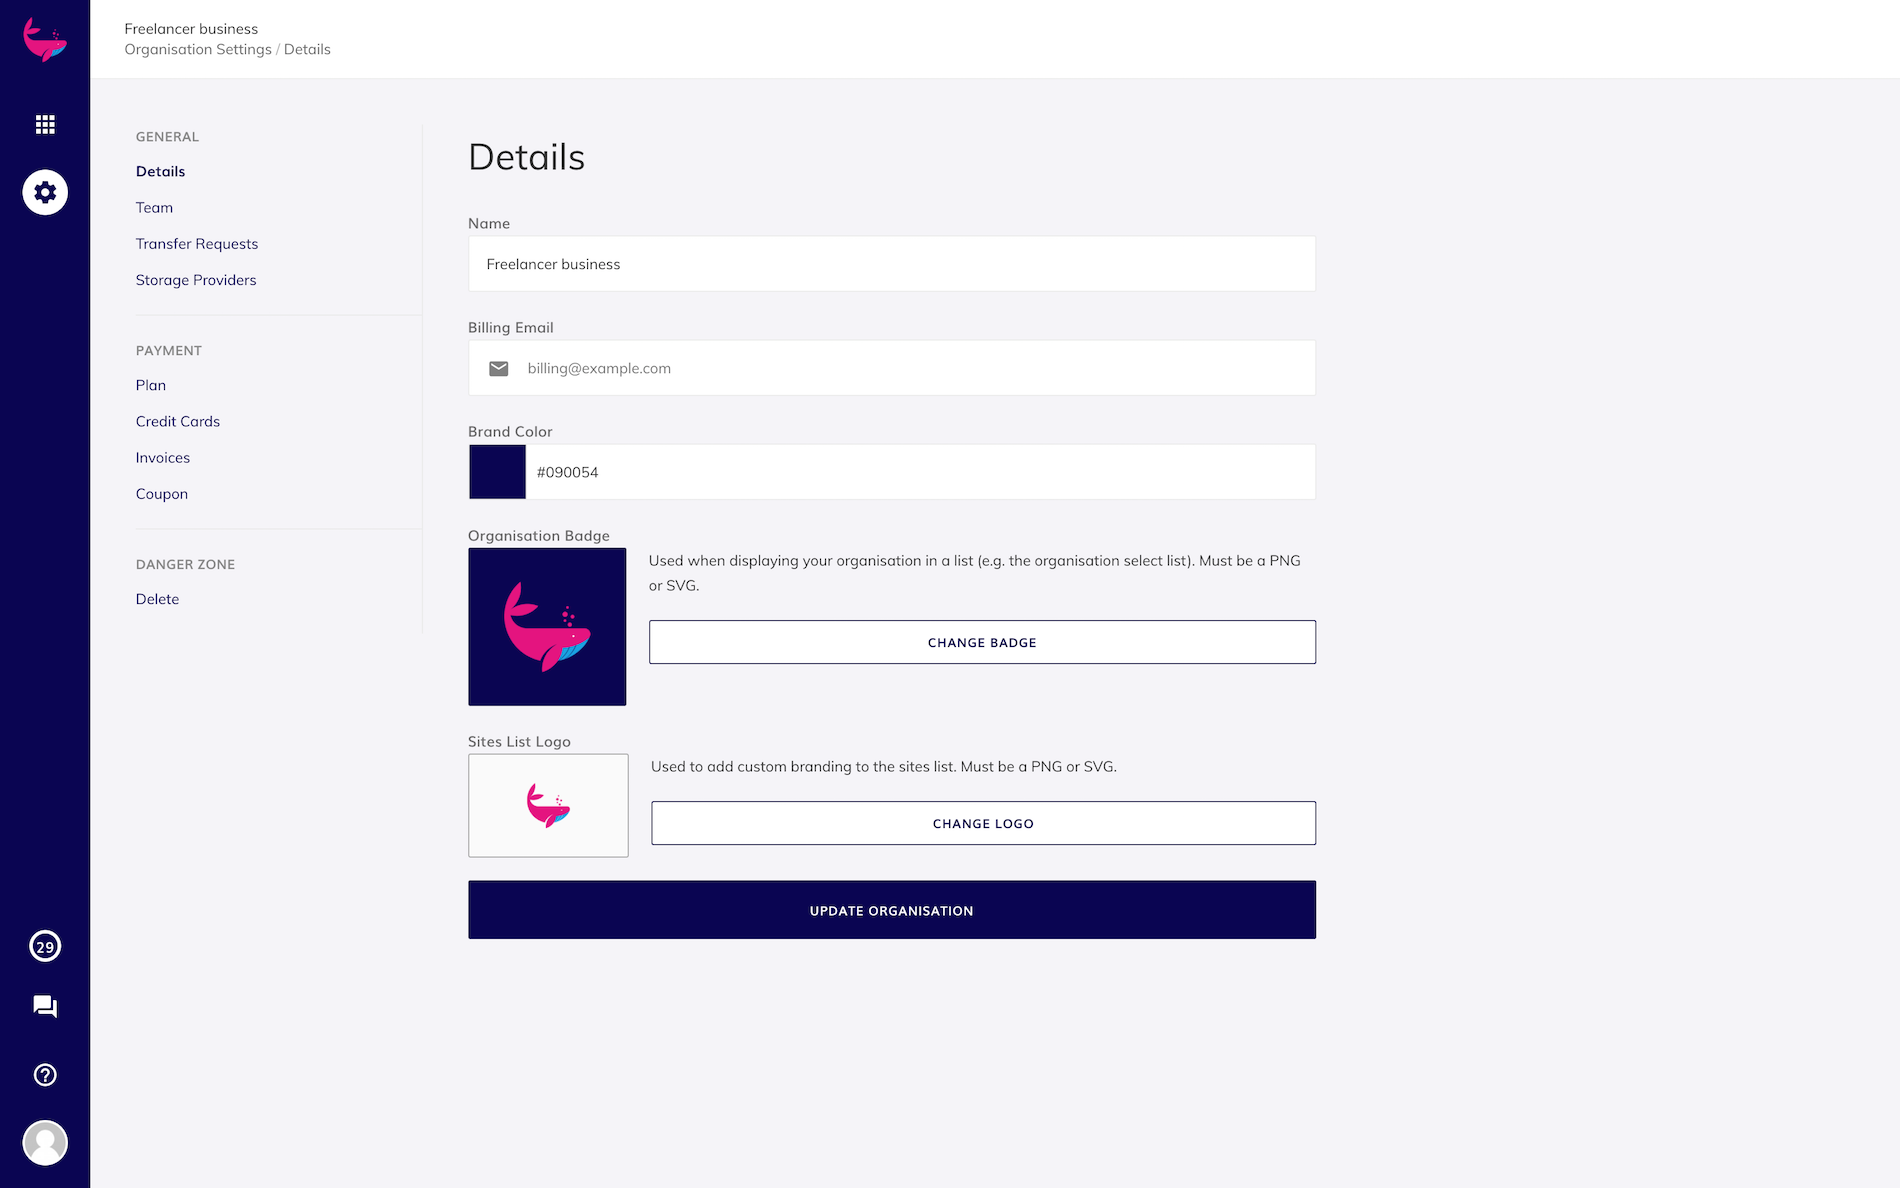 Freelancer business
Organisation Settings / Details
GENERAL
Details
Team
Transfer Requests
Storage Providers
PAYMENT
Plan
Credit Cards
Invoices
Coupon
DANGER ZONE
Delete
29
Details
Name
Freelancer business
Billing Email
billing@example.com
Brand Color
#090054
Organisation Badge
Used when displaying your organisation in a list (e.g. the organisation select list). Must be a PNG
or SVG.
CHANGE BADGE
Sites List Logo
Used to add custom branding to the sites list. Must be a PNG or SVG.
CHANGE LOGO
UPDATE ORGANISATION